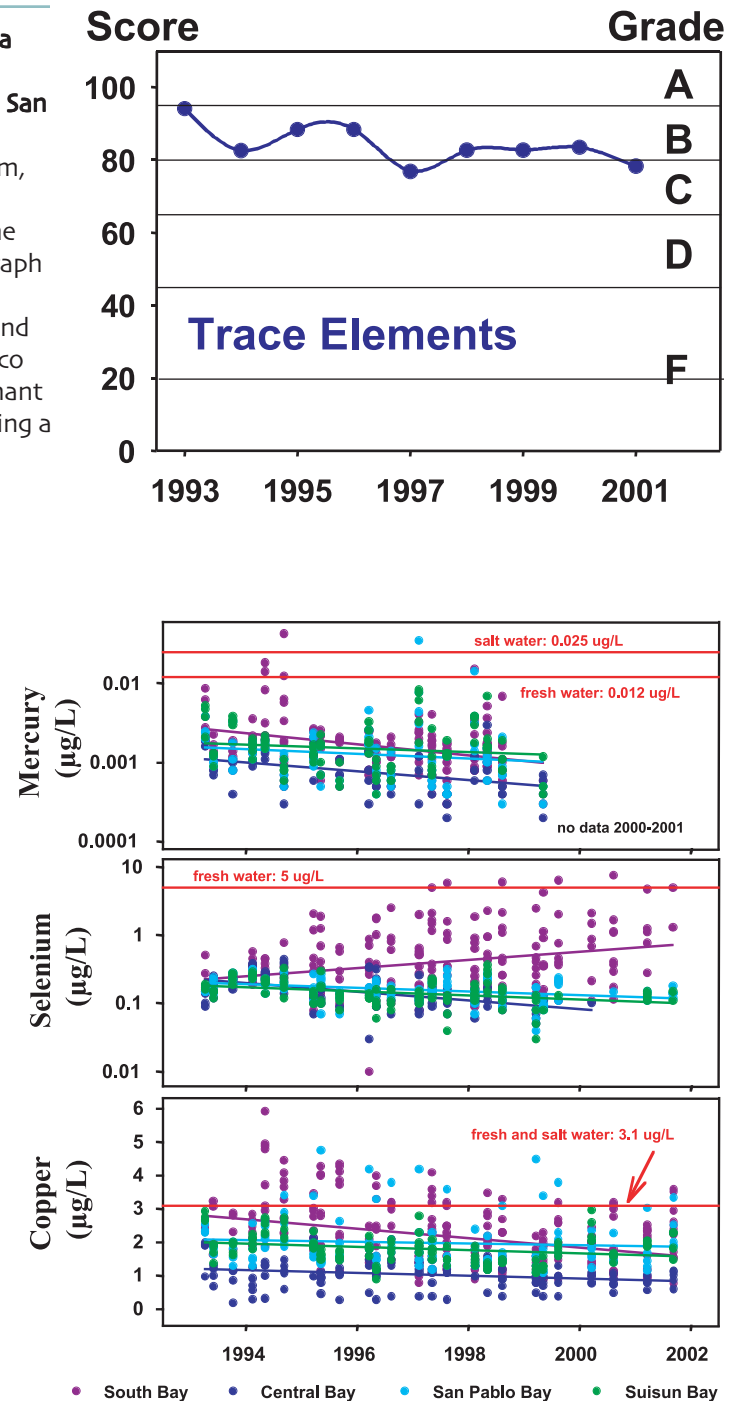 a
San
m,
ne
raph
nd
co
nant
ing a
Score Grade
100
80
60
40
20
0
A
B
C
D
F
Trace Elements
1993 1995 1997 1999 2001
Mercury
(µg/L)
0.01
0.001
0.0001
salt water: 0.025 ug/L
fresh water: 0.012 ug/L
no data 2000-2001
Selenium
(µg/L)
10
1
0.1
0.01
fresh water: 5 ug/L
Copper
(µg/L)
6
5
4
3
2
1
0
fresh and salt water: 3.1 ug/L
1994 1996 1998 2000 2002
South Bay Central Bay San Pablo Bay Suisun Bay